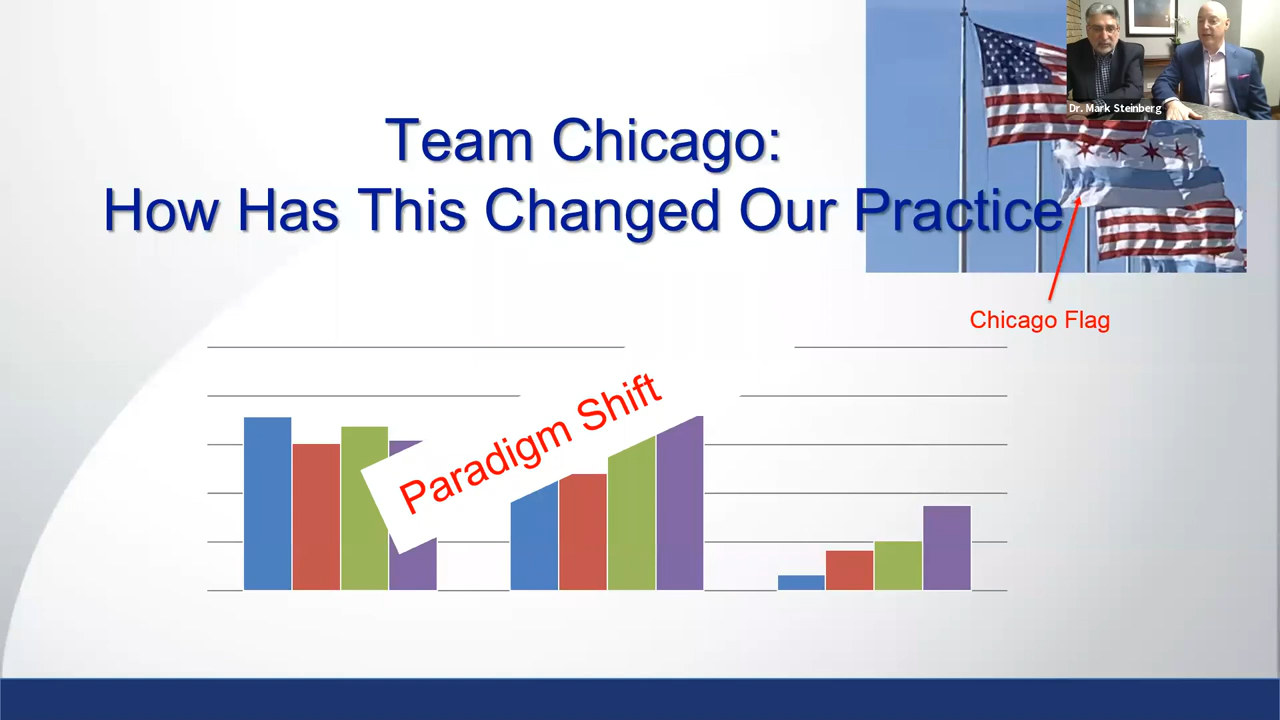 Team Chicago:
How Has This Changed Our Practice
Dr. Mark Steinberg
Chicago Flag
Paradigm Shift